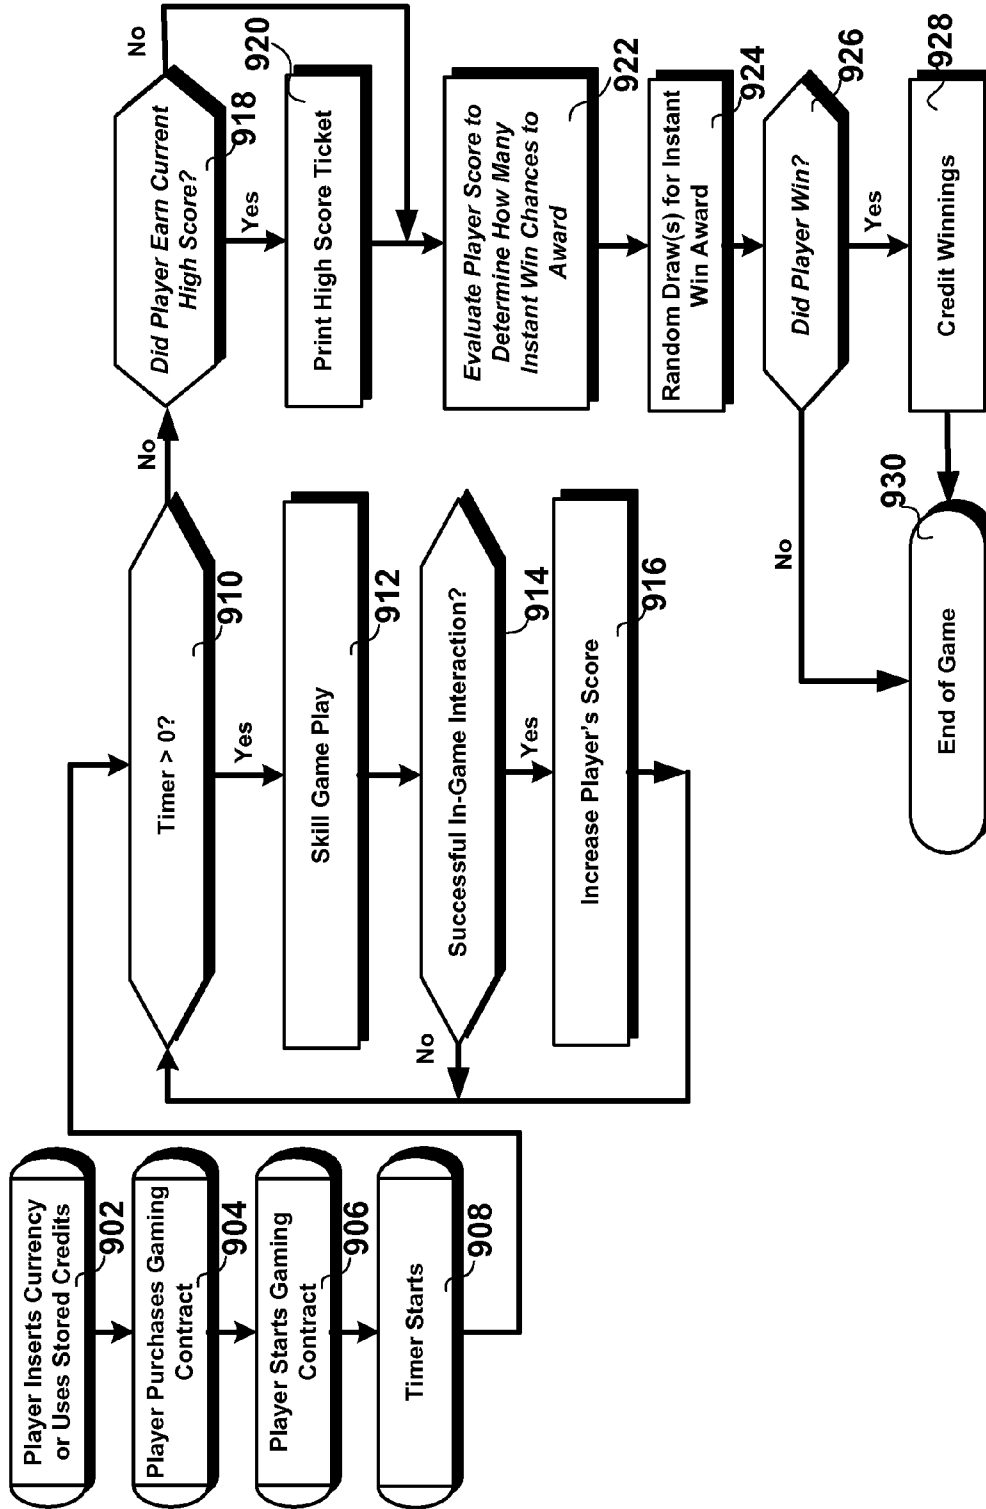 Player Inserts Currency
or Uses Stored Credits
902
Player Purchases Gaming
Contract
904
Player Starts Gaming
Contract
906
Timer Starts
908
Timer > 0?
910
No
Yes
Skill Game Play
912
Successful In-Game Interaction?
914
No
Yes
Increase Player's Score
916
Did Player Earn Current
High Score?
918
No
Yes
Print High Score Ticket
920
Evaluate Player Score to
Determine How Many
Instant Win Chances to
Award
922
Random Draw(s) for Instant
Win Award
924
Did Player Win?
926
No
Yes
Credit Winnings
928
End of Game
930